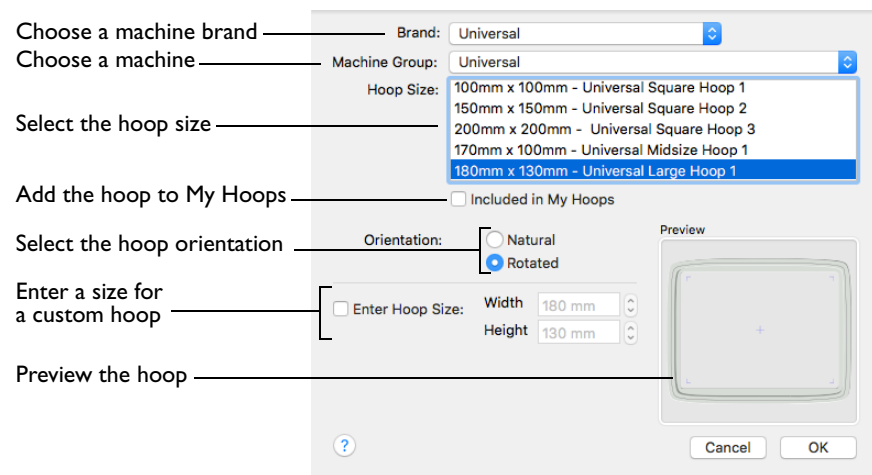 Choose a machine brand
Brand: Universal
Choose a machine
Machine Group: Universal
Hoop Size:
100mm x 100mm - Universal Square Hoop 1
150mm x 150mm - Universal Square Hoop 2
Select the hoop size
200mm x 200mm -  Universal Square Hoop 3
170mm x 100mm - Universal Midsize Hoop 1
180mm x 130mm - Universal Large Hoop 1
Add the hoop to My Hoops
Included in My Hoops
Select the hoop orientation
Orientation:
Natural
Rotated
Preview
Enter a size for
a custom hoop
Enter Hoop Size:
Width 180 mm
Height 130 mm
Preview the hoop
?
Cancel
OK